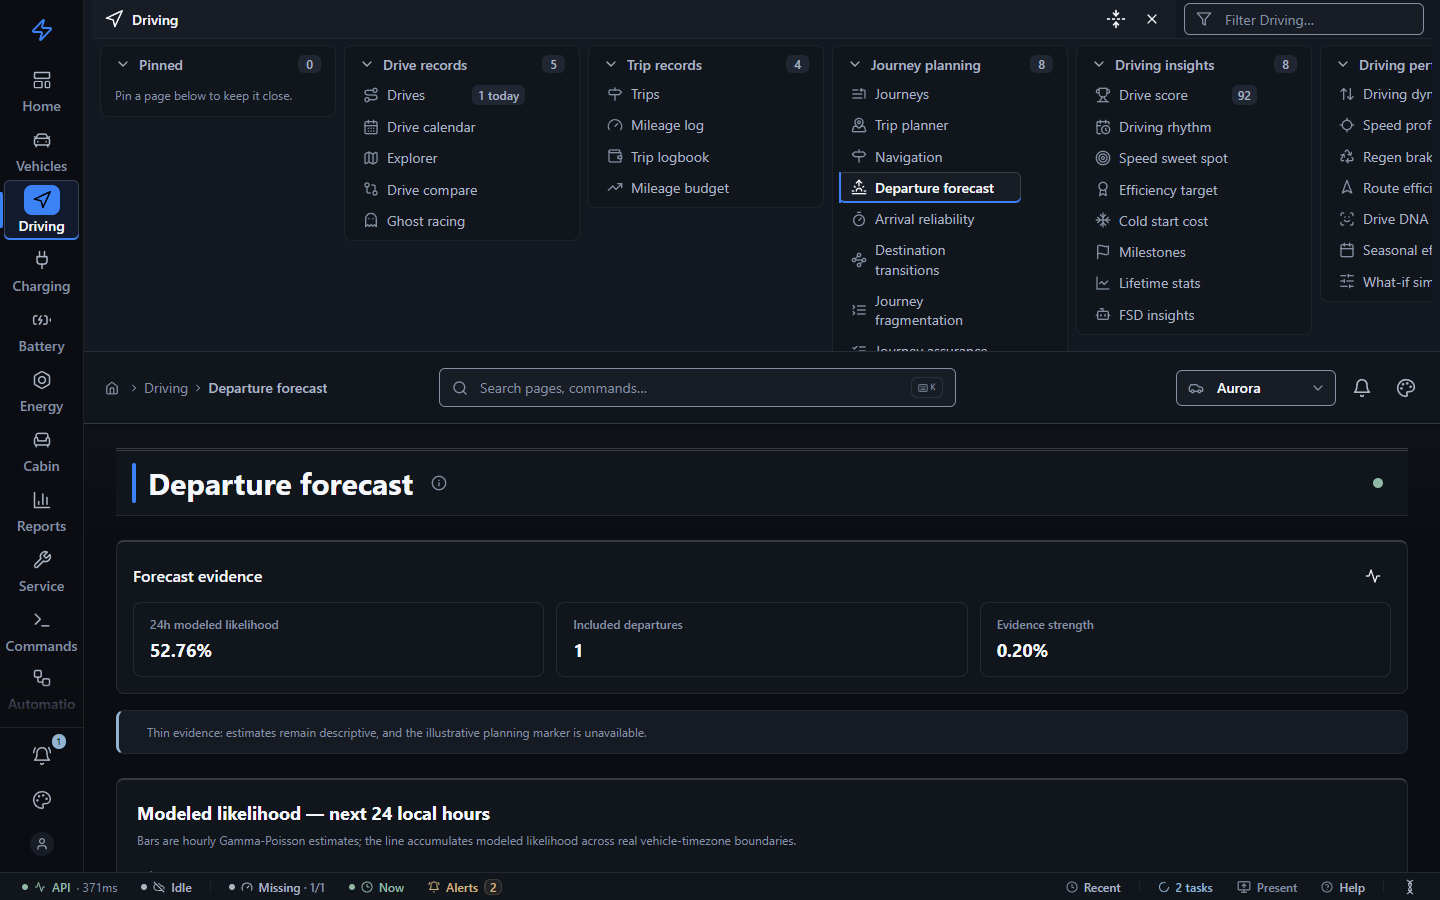 Driving
Filter Driving...
Home
Vehicles
Driving
Charging
Battery
Energy
Cabin
Reports
Service
Commands
Automatio
1
Pinned 0
Pin a page below to keep it close.
Drive records 5
Drives 1 today
Drive calendar
Explorer
Drive compare
Ghost racing
Trip records 4
Trips
Mileage log
Trip logbook
Mileage budget
Journey planning 8
Journeys
Trip planner
Navigation
Departure forecast
Arrival reliability
Destination
transitions
Journey
fragmentation
Journey assurance
Driving insights 8
Drive score 92
Driving rhythm
Speed sweet spot
Efficiency target
Cold start cost
Milestones
Lifetime stats
FSD insights
Driving per
Driving dyn
Speed prof
Regen brak
Route effici
Drive DNA
Seasonal ef
What-if sim
Driving > Departure forecast
Search pages, commands...
K
Aurora
Departure forecast
Forecast evidence
24h modeled likelihood
52.76%
Included departures
1
Evidence strength
0.20%
Thin evidence: estimates remain descriptive, and the illustrative planning marker is unavailable.
Modeled likelihood — next 24 local hours
Bars are hourly Gamma-Poisson estimates; the line accumulates modeled likelihood across real vehicle-timezone boundaries.
API · 371ms
Idle
Missing · 1/1
Now
Alerts 2
Recent
2 tasks
Present
Help